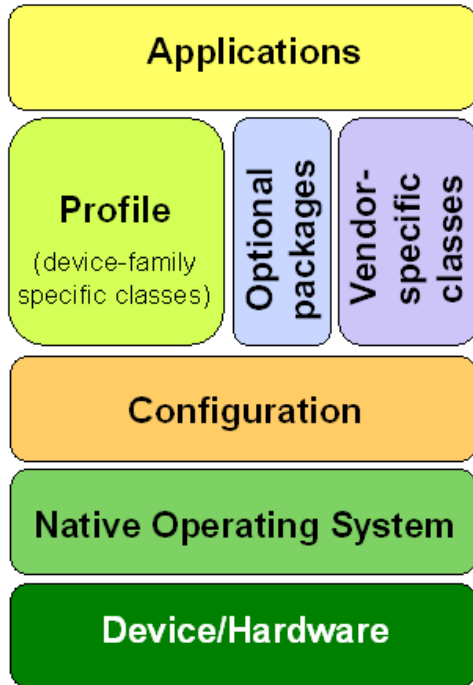 Applications
Profile
(device-family
specific classes)
Optional
packages
Vendor-
specific
classes
Configuration
Native Operating System
Device/Hardware